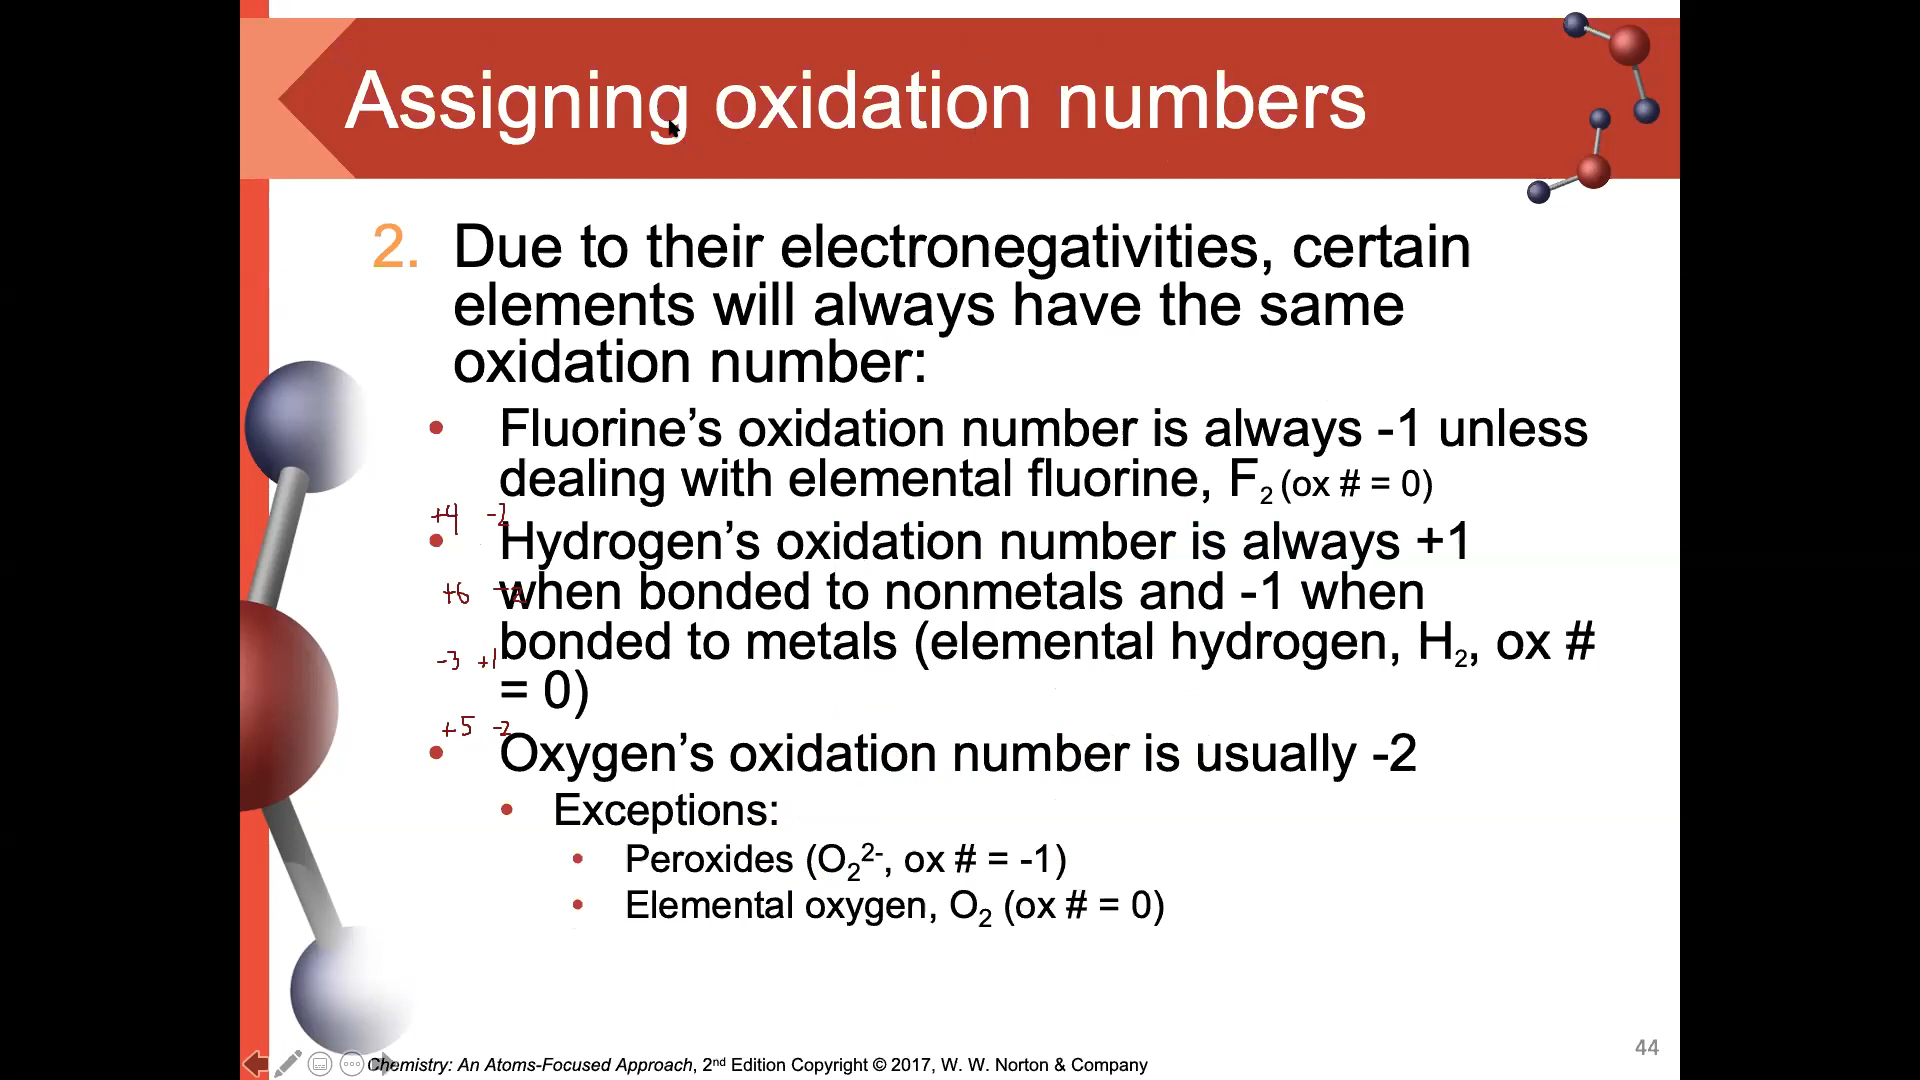 Assigning oxidation numbers
2. Due to their electronegativities, certain
elements will always have the same
oxidation number:
• Fluorine’s oxidation number is always -1 unless
dealing with elemental fluorine, F₂ (ox # = 0)
+4 -2
• Hydrogen’s oxidation number is always +1
+6 -2
when bonded to nonmetals and -1 when
-3 +1
bonded to metals (elemental hydrogen, H₂, ox #
= 0)
+5 -2
• Oxygen’s oxidation number is usually -2
• Exceptions:
• Peroxides (O₂²⁻, ox # = -1)
• Elemental oxygen, O₂ (ox # = 0)
44
Chemistry: An Atoms-Focused Approach, 2nd Edition Copyright © 2017, W. W. Norton & Company